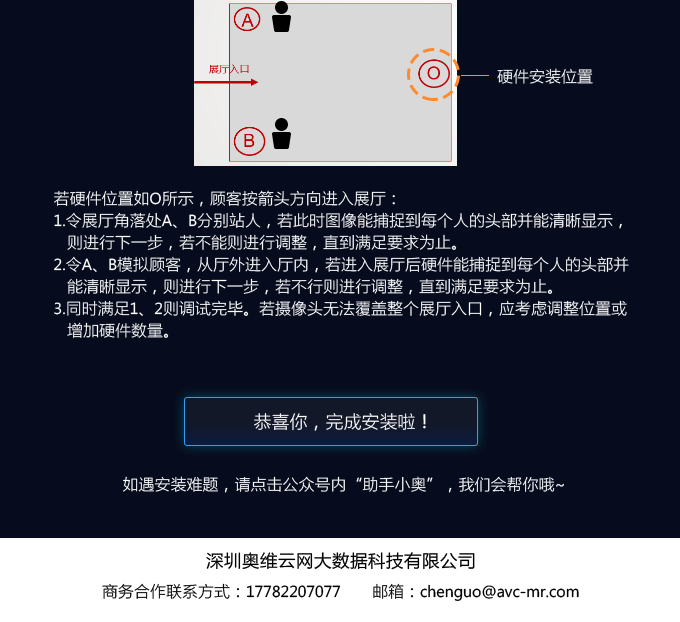 A
展厅入口
O
硬件安装位置
B
若硬件位置如O所示，顾客按箭头方向进入展厅：
1.令展厅角落处A、B分别站人，若此时图像能捕捉到每个人的头部并能清晰显示，
则进行下一步，若不能则进行调整，直到满足要求为止。
2.令A、B模拟顾客，从厅外进入厅内，若进入展厅后硬件能捕捉到每个人的头部并
能清晰显示，则进行下一步，若不行则进行调整，直到满足要求为止。
3.同时满足1、2则调试完毕。若摄像头无法覆盖整个展厅入口，应考虑调整位置或
增加硬件数量。
恭喜你，完成安装啦！
如遇安装难题，请点击公众号内“助手小奥”，我们会帮你哦~
深圳奥维云网大数据科技有限公司
商务合作联系方式：17782207077 邮箱：chenguo@avc-mr.com